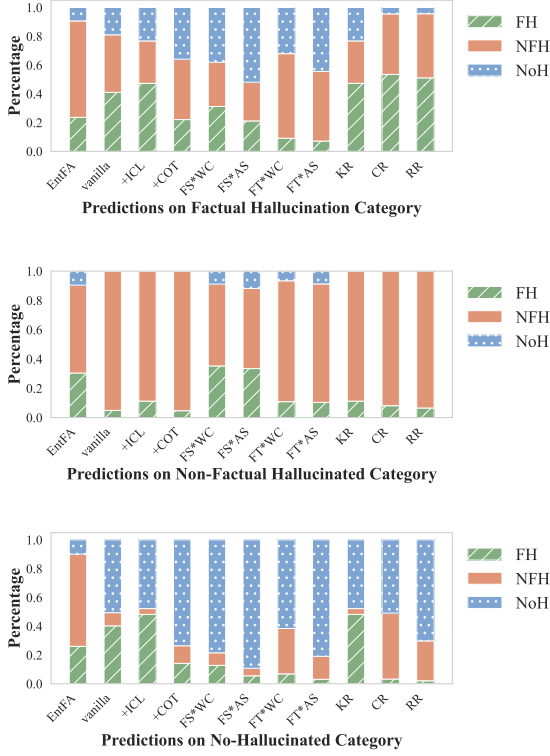 1.0
0.8
0.6
0.4
0.2
0.0
Percentage
EntFA
vanilla
+ICL
+COT
FS*WC
FS*AS
FT*WC
FT*AS
KR
CR
RR
Predictions on Factual Hallucination Category
FH
NFH
NoH
1.0
0.8
0.6
0.4
0.2
0.0
Percentage
EntFA
vanilla
+ICL
+COT
FS*WC
FS*AS
FT*WC
FT*AS
KR
CR
RR
Predictions on Non-Factual Hallucinated Category
FH
NFH
NoH
1.0
0.8
0.6
0.4
0.2
0.0
Percentage
EntFA
vanilla
+ICL
+COT
FS*WC
FS*AS
FT*WC
FT*AS
KR
CR
RR
Predictions on No-Hallucinated Category
FH
NFH
NoH